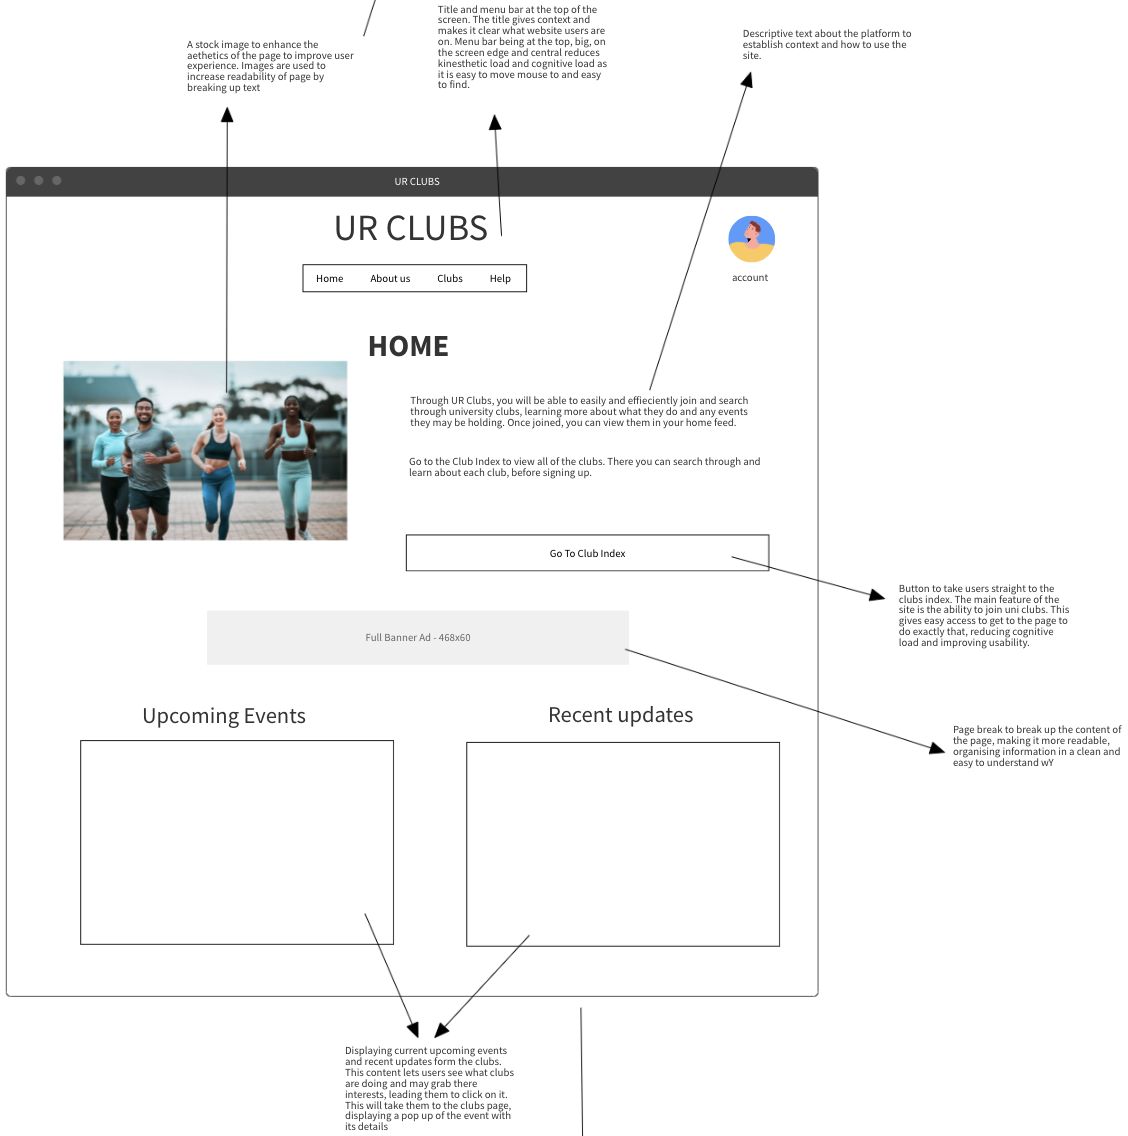 Title and menu bar at the top of the
screen. The title gives context and
makes it clear what website users are
on. Menu bar being at the top, big, on
the screen edge and central reduces
kinesthetic load and cognitive load as
it is easy to move mouse to and easy
to find.
Descriptive text about the platform to
establish context and how to use the
site.
A stock image to enhance the
aethetics of the page to improve user
experience. Images are used to
increase readability of page by
breaking up text
UR CLUBS
UR CLUBS
Home About us Clubs Help
account
HOME
Through UR Clubs, you will be able to easily and effieciently join and search
through university clubs, learning more about what they do and any events
they may be holding. Once joined, you can view them in your home feed.
Go to the Club Index to view all of the clubs. There you can search through and
learn about each club, before signing up.
Go To Club Index
Button to take users straight to the
clubs index. The main feature of the
site is the ability to join uni clubs. This
gives easy access to get to the page to
do exactly that, reducing cognitive
load and improving usability.
Full Banner Ad - 468x60
Page break to break up the content of
the page, making it more readable,
organising information in a clean and
easy to understand wY
Upcoming Events
Recent updates
Displaying current upcoming events
and recent updates form the clubs.
This content lets users see what clubs
are doing and may grab there
interests, leading them to click on it.
This will take them to the clubs page,
displaying a pop up of the event with
its details